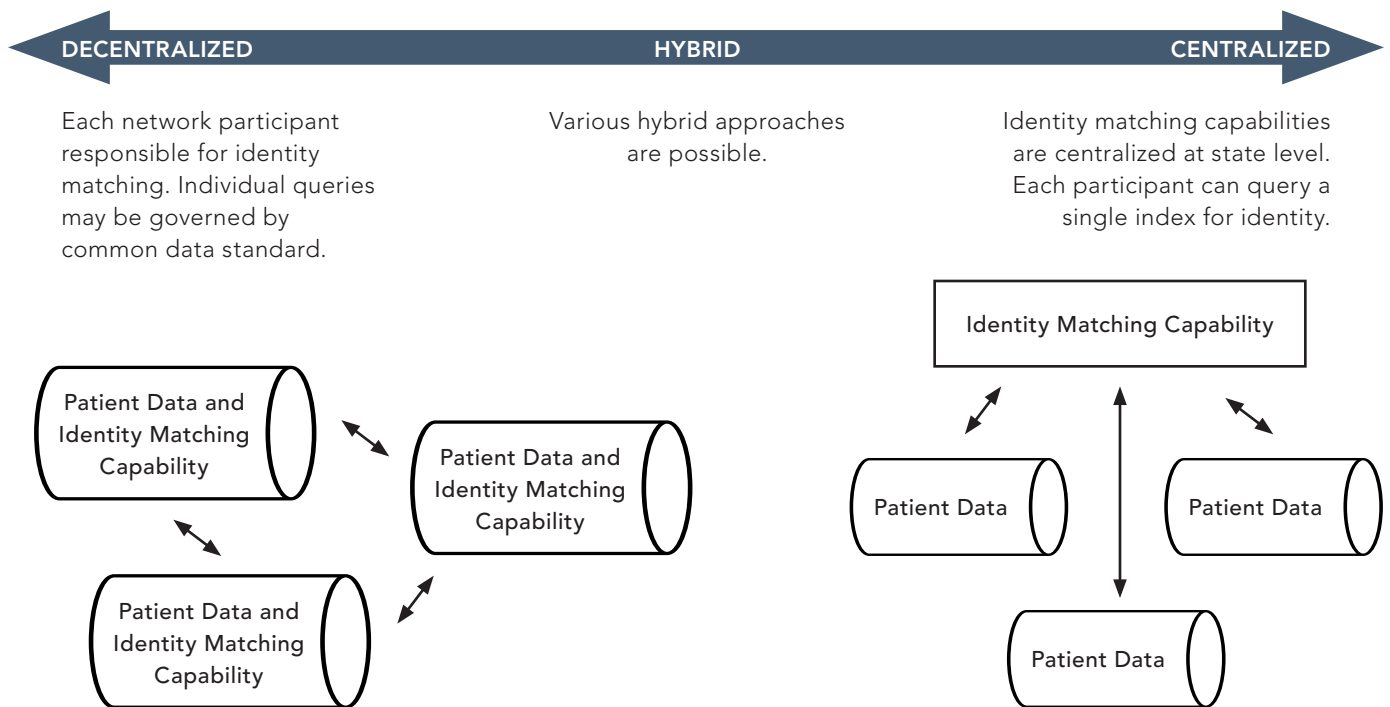 DECENTRALIZED
HYBRID
CENTRALIZED
Each network participant
responsible for identity
matching. Individual queries
may be governed by
common data standard.
Various hybrid approaches
are possible.
Identity matching capabilities
are centralized at state level.
Each participant can query a
single index for identity.
Patient Data and
Identity Matching
Capability
Patient Data and
Identity Matching
Capability
Patient Data and
Identity Matching
Capability
Identity Matching Capability
Patient Data
Patient Data
Patient Data